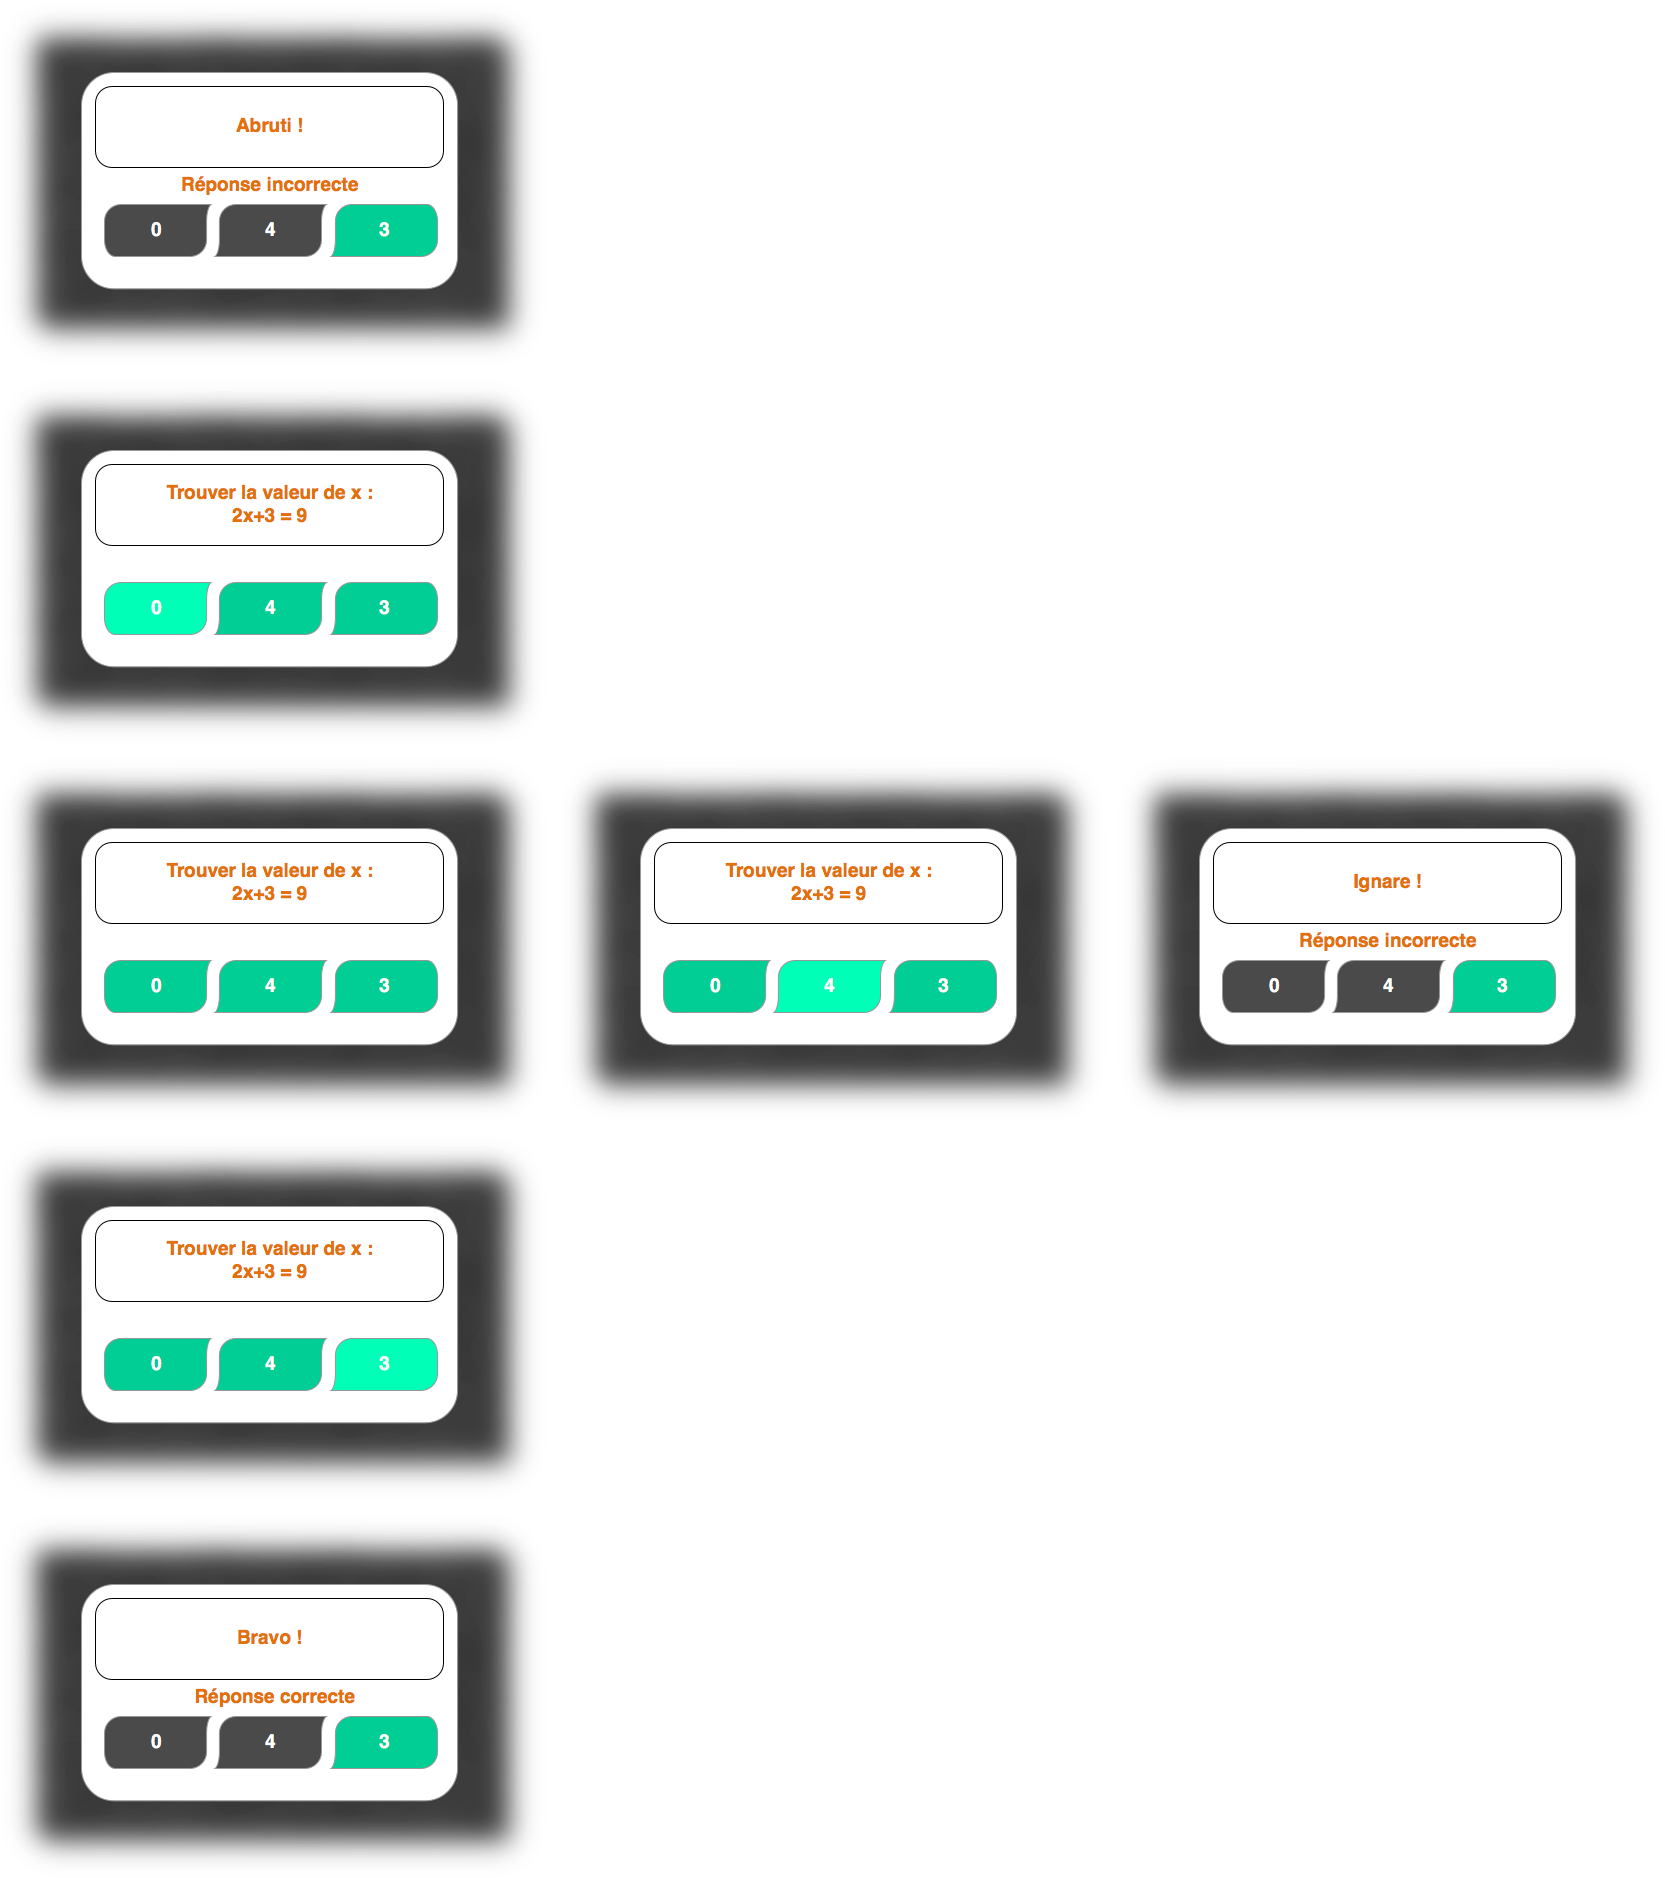 Abruti !
Réponse incorrecte
0 4 3
Trouver la valeur de x :
2x+3 = 9
0 4 3
Trouver la valeur de x :
2x+3 = 9
0 4 3
Trouver la valeur de x :
2x+3 = 9
0 4 3
Ignare !
Réponse incorrecte
0 4 3
Trouver la valeur de x :
2x+3 = 9
0 4 3
Bravo !
Réponse correcte
0 4 3